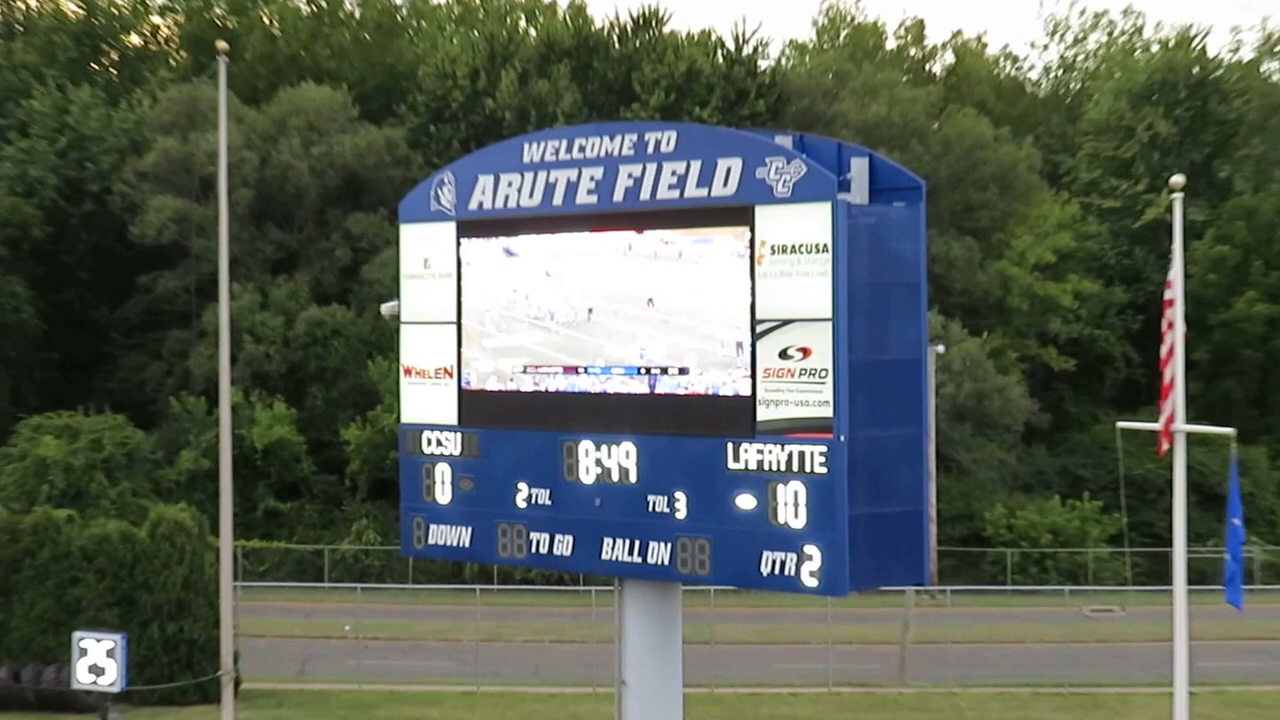 WELCOME TO
ARUTE FIELD
CC
SIRACUSA
WHELEN
SIGN PRO
signpro-usa.com
CCSU 8:49 LAFAYTTE
0 2 TOL TOL 3 10
DOWN TO GO BALL ON QTR 2
25